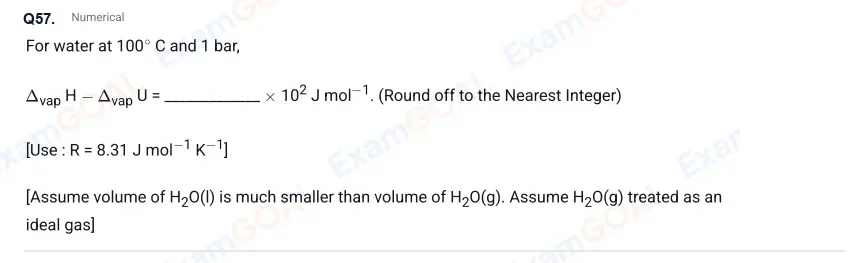 Q57. Numerical
For water at 100° C and 1 bar,
Δvap H − Δvap U = ____________ × 10² J mol⁻¹. (Round off to the Nearest Integer)
[Use : R = 8.31 J mol⁻¹ K⁻¹]
[Assume volume of H₂O(l) is much smaller than volume of H₂O(g). Assume H₂O(g) treated as an
ideal gas]